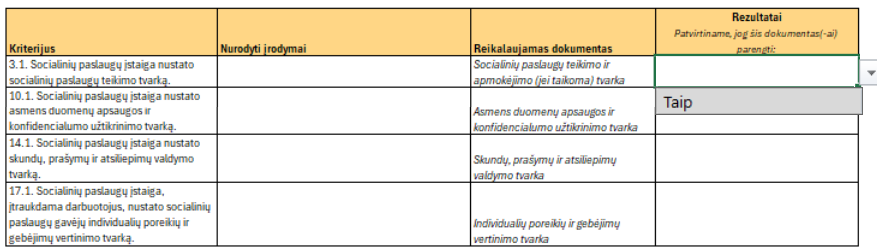 Rezultatai
Patvirtiname, jog šis dokumentas(-ai)
parengti:
Kriterijus
Nurodyti įrodymai
Reikalaujamas dokumentas
3.1. Socialinių paslaugų įstaiga nustato
socialinių paslaugų teikimo tvarką.
Socialinių paslaugų teikimo ir
apmokėjimo (jei taikoma) tvarka
Taip
10.1. Socialinių paslaugų įstaiga nustato
asmens duomenų apsaugos ir
konfidencialumo užtikrinimo tvarką.
Asmens duomenų apsaugos ir
konfidencialumo užtikrinimo tvarka
14.1. Socialinių paslaugų įstaiga nustato
skundų, prašymų ir atsiliepimų valdymo
tvarką.
Skundų, prašymų ir atsiliepimų
valdymo tvarka
17.1. Socialinių paslaugų įstaiga,
įtraukdama darbuotojus, nustato socialinių
paslaugų gavėjų individualių poreikių ir
gebėjimų vertinimo tvarką.
Individualių poreikių ir gebėjimų
vertinimo tvarka